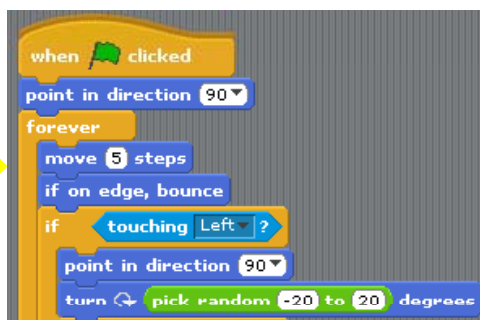 when clicked
point in direction 90
forever
move 5 steps
if on edge, bounce
if touching Left ?
point in direction 90
turn pick random -20 to 20 degrees